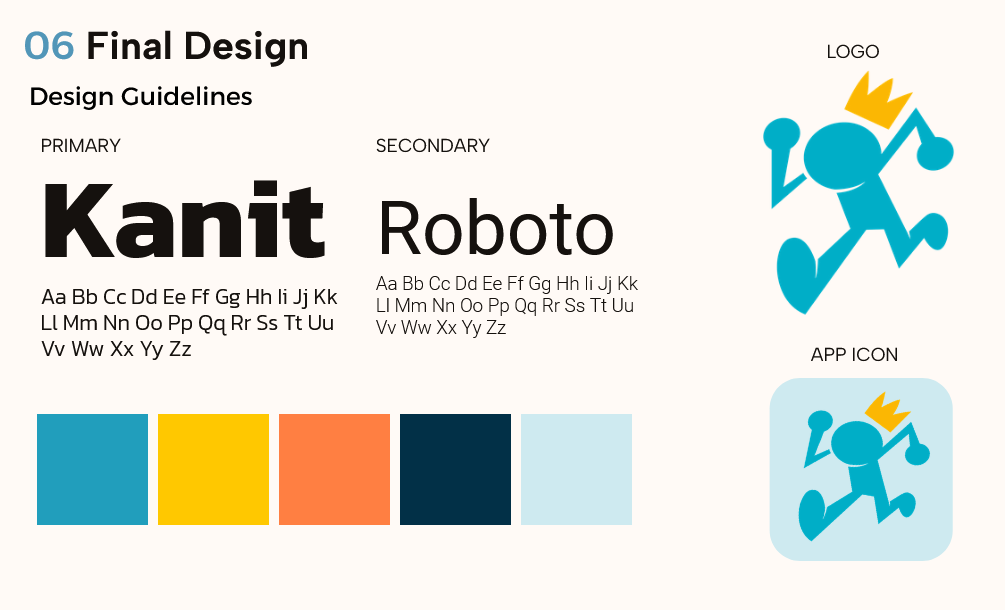 06 Final Design
Design Guidelines
PRIMARY
Kanit
Aa Bb Cc Dd Ee Ff Gg Hh Ii Jj Kk
Ll Mm Nn Oo Pp Qq Rr Ss Tt Uu
Vv Ww Xx Yy Zz
SECONDARY
Roboto
Aa Bb Cc Dd Ee Ff Gg Hh Ii Jj Kk
Ll Mm Nn Oo Pp Qq Rr Ss Tt Uu
Vv Ww Xx Yy Zz
LOGO
APP ICON